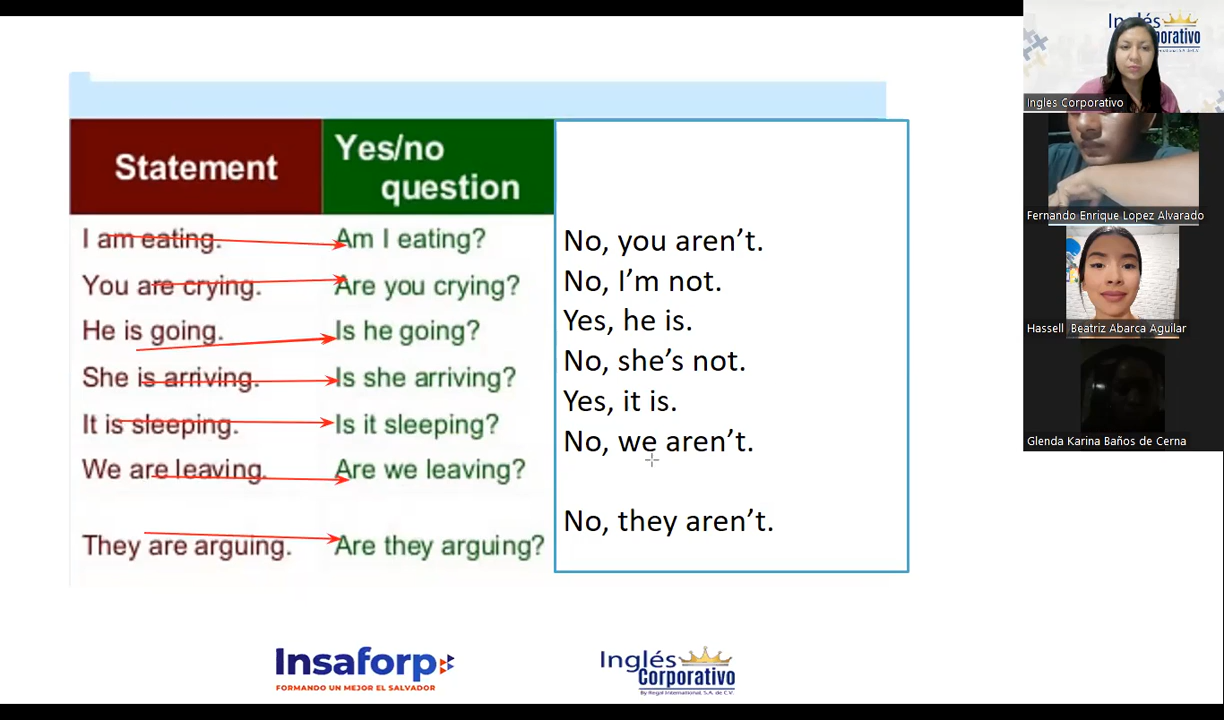 Statement
Yes/no
question
I am eating.
Am I eating?
No, you aren’t.
You are crying.
Are you crying?
No, I’m not.
He is going.
Is he going?
Yes, he is.
She is arriving.
Is she arriving?
No, she’s not.
It is sleeping.
Is it sleeping?
Yes, it is.
We are leaving.
Are we leaving?
No, we aren’t.
They are arguing.
Are they arguing?
No, they aren’t.
Insaforp
FORMANDO UN MEJOR EL SALVADOR
Inglés
Corporativo
By Regal International, S.A. de C.V.
Inglés
Ingles Corporativo
Fernando Enrique Lopez Alvarado
Hassell Beatriz Abarca Aguilar
Glenda Karina Baños de Cerna